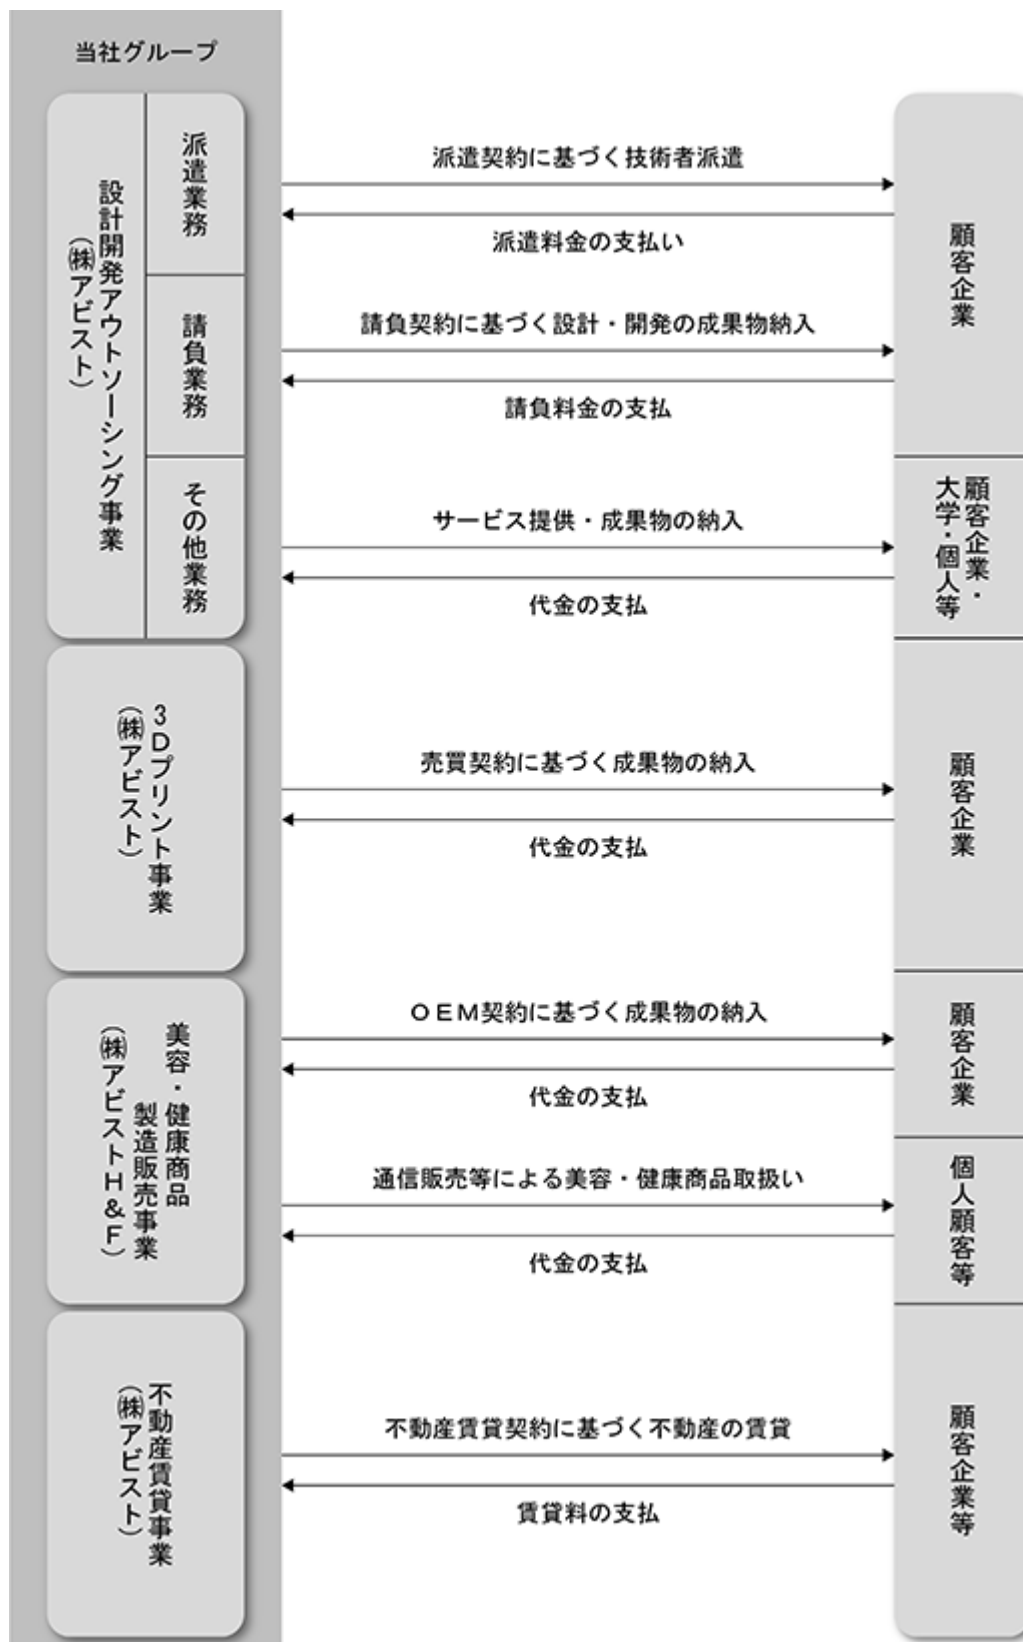 当社グループ
設計開発アウトソーシング事業
(㈱アビスト)
派遣業務
派遣契約に基づく技術者派遣
派遣料金の支払い
顧客企業
請負業務
請負契約に基づく設計・開発の成果物納入
請負料金の支払
その他業務
サービス提供・成果物の納入
代金の支払
顧客企業・
大学・個人等
3Dプリント事業
(㈱アビスト)
売買契約に基づく成果物の納入
代金の支払
顧客企業
美容・健康商品
製造販売事業
(㈱アビストH&F)
OEM契約に基づく成果物の納入
代金の支払
顧客企業
通信販売等による美容・健康商品取扱い
代金の支払
個人顧客等
不動産賃貸事業
(㈱アビスト)
不動産賃貸契約に基づく不動産の賃貸
賃貸料の支払
顧客企業等